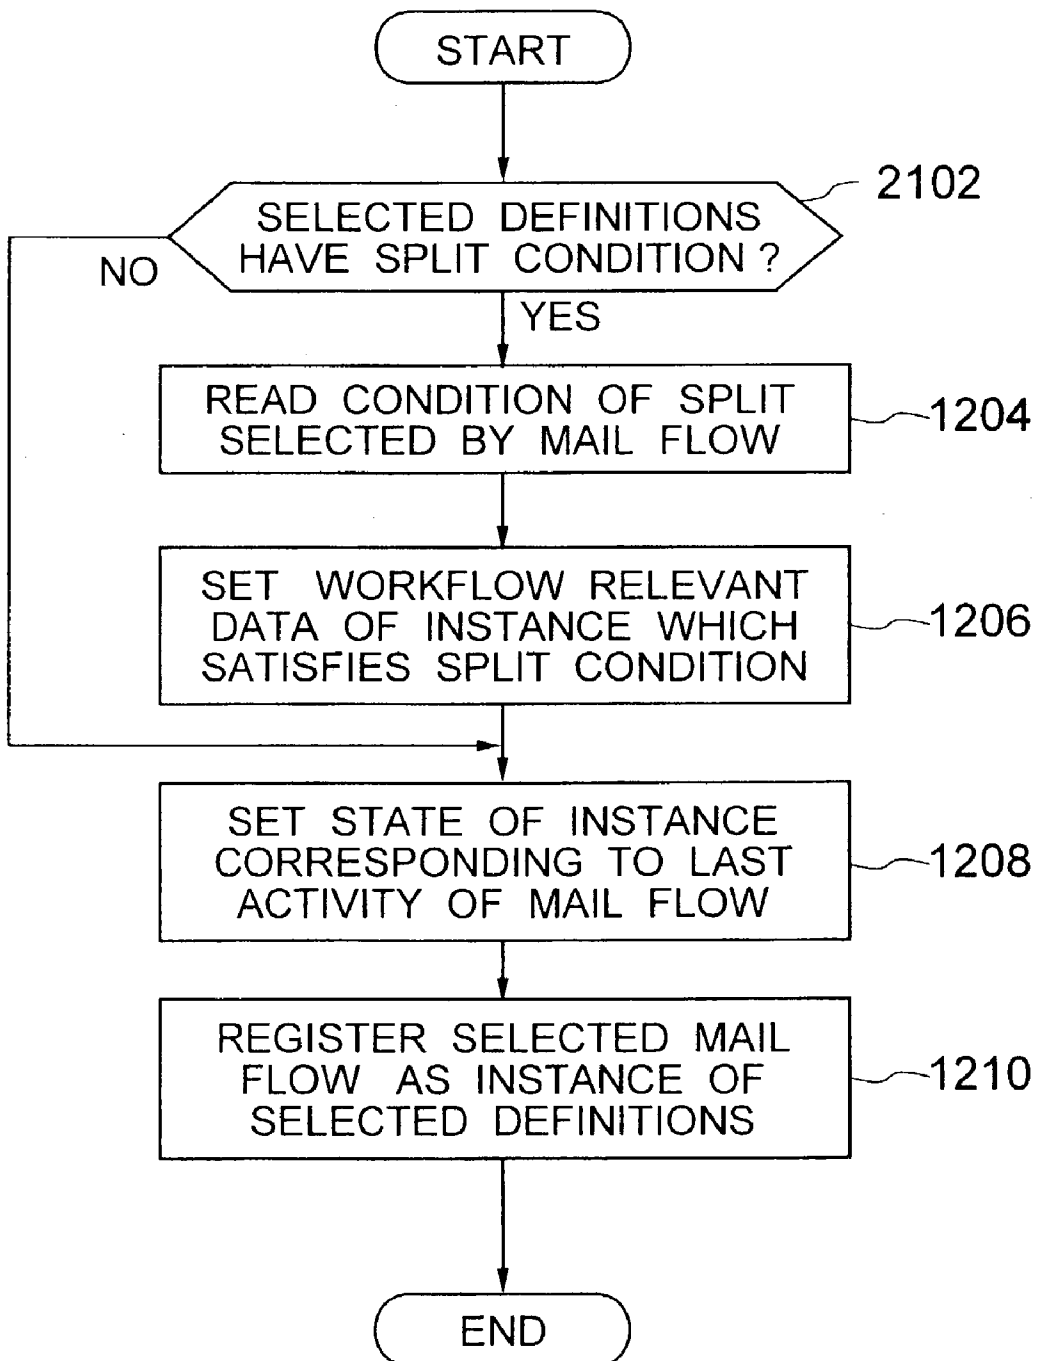 START
2102
SELECTED DEFINITIONS
HAVE SPLIT CONDITION ?
NO
YES
READ CONDITION OF SPLIT
SELECTED BY MAIL FLOW
1204
SET WORKFLOW RELEVANT
DATA OF INSTANCE WHICH
SATISFIES SPLIT CONDITION
1206
SET STATE OF INSTANCE
CORRESPONDING TO LAST
ACTIVITY OF MAIL FLOW
1208
REGISTER SELECTED MAIL
FLOW AS INSTANCE OF
SELECTED DEFINITIONS
1210
END